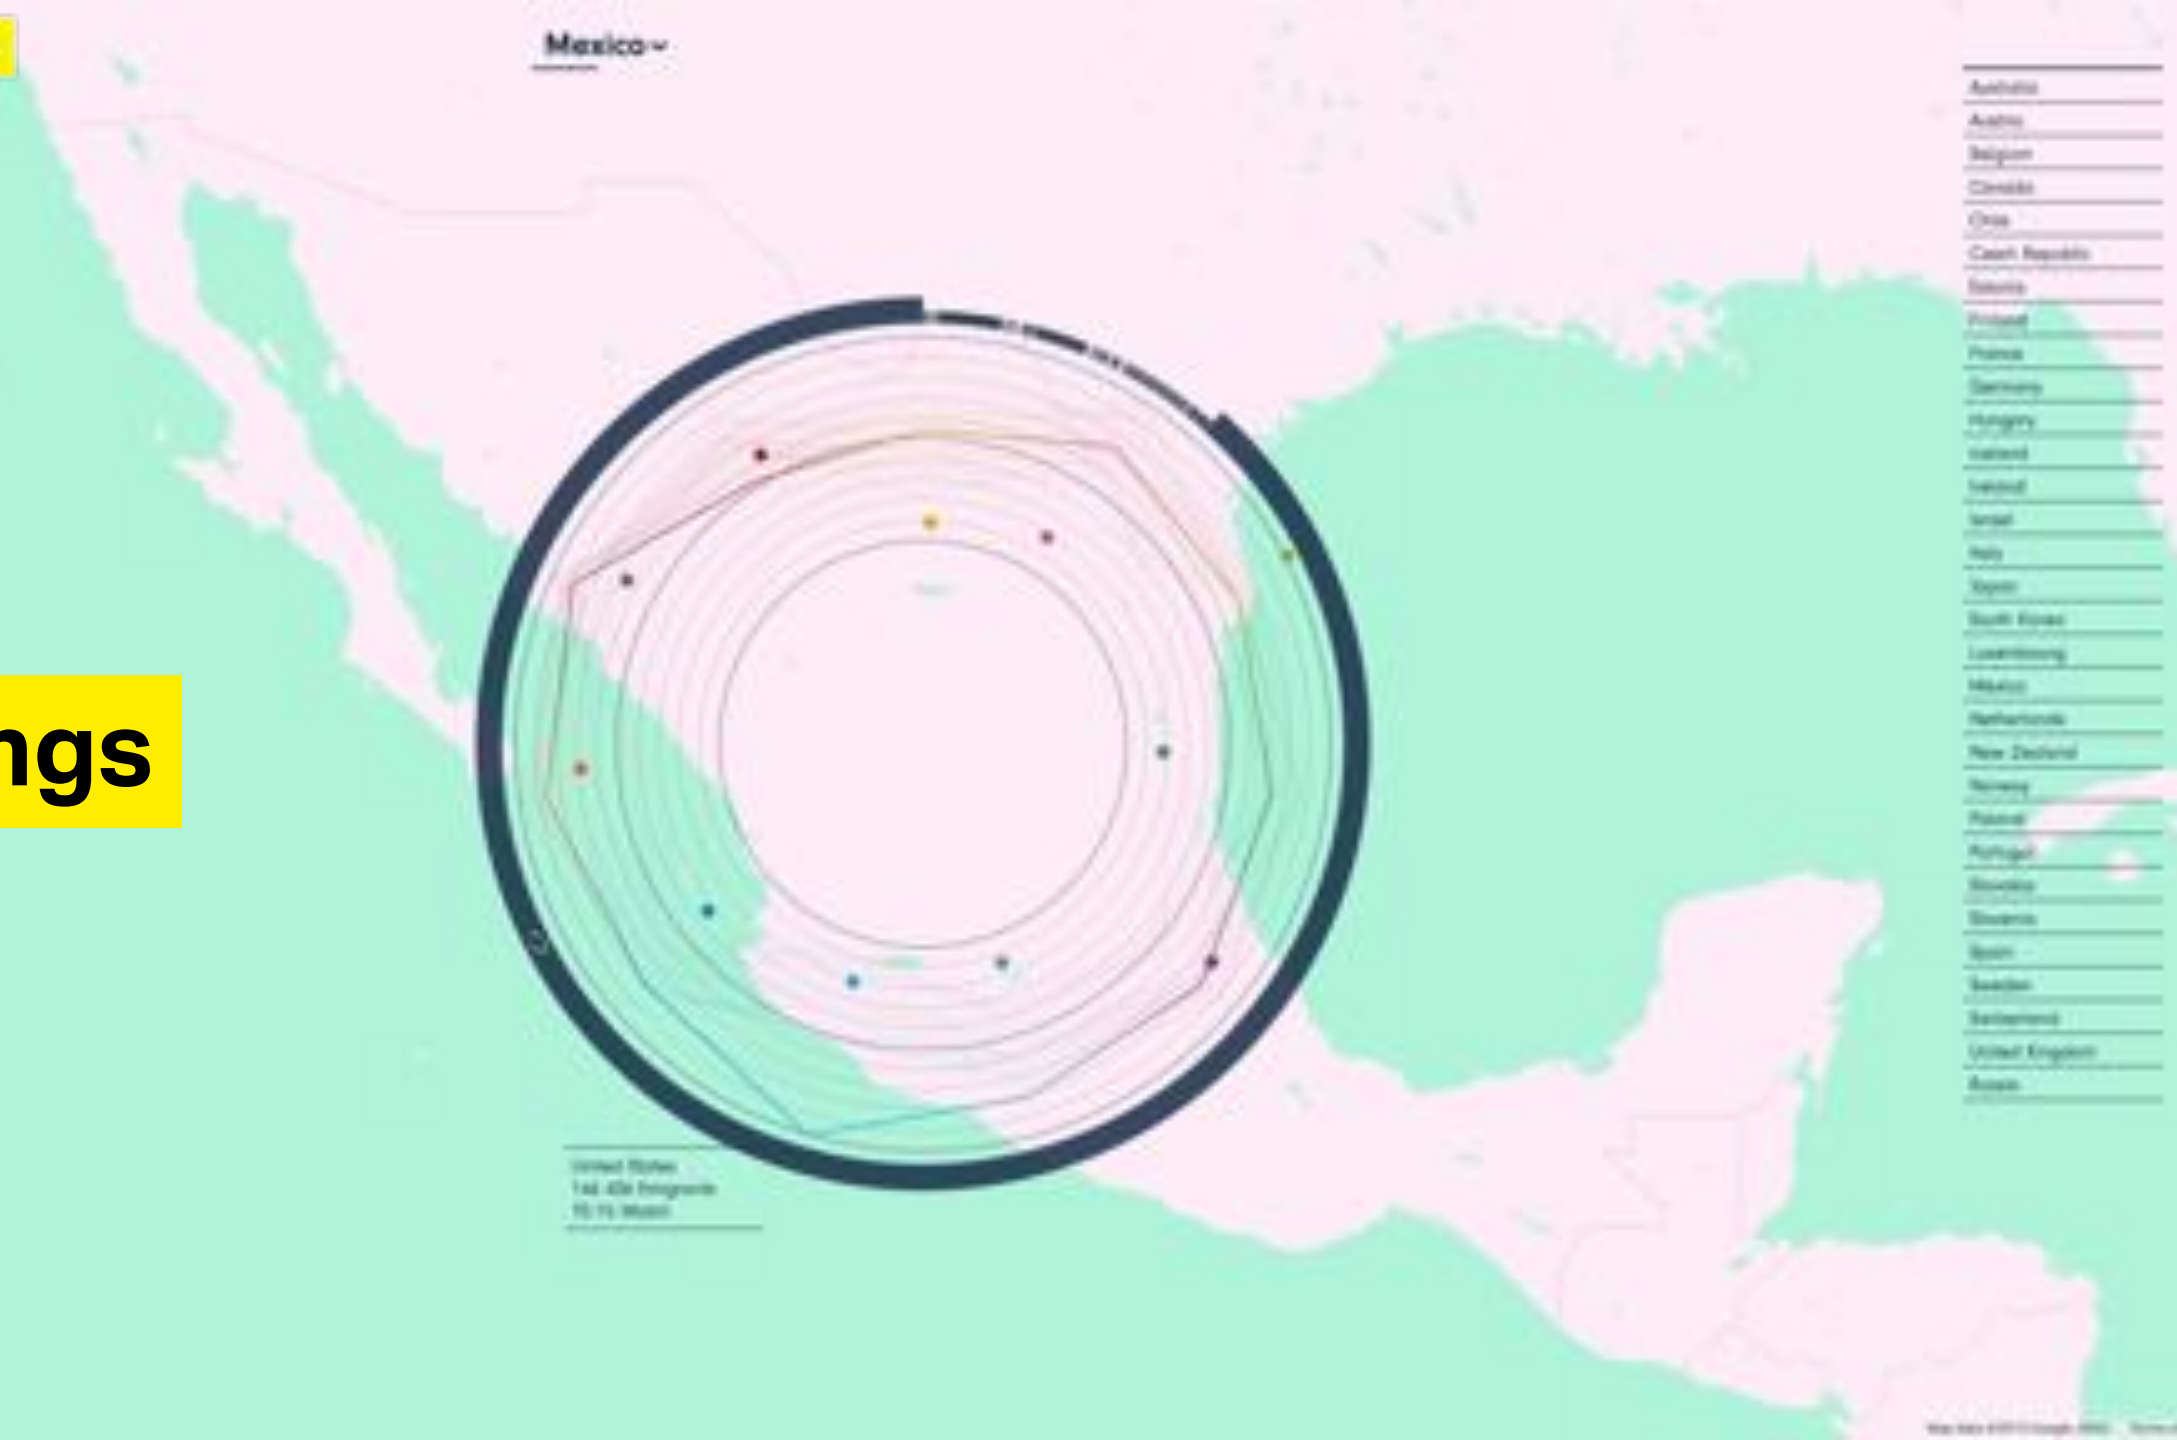 Mexico
ngs
Australia
Austria
Belgium
Canada
Chile
Czech Republic
Estonia
Finland
France
Germany
Hungary
Iceland
Ireland
Israel
Italy
Japan
South Korea
Luxembourg
Mexico
Netherlands
New Zealand
Norway
Poland
Portugal
Slovakia
Slovenia
Spain
Sweden
Switzerland
United Kingdom
Russia
United States
Emigrants